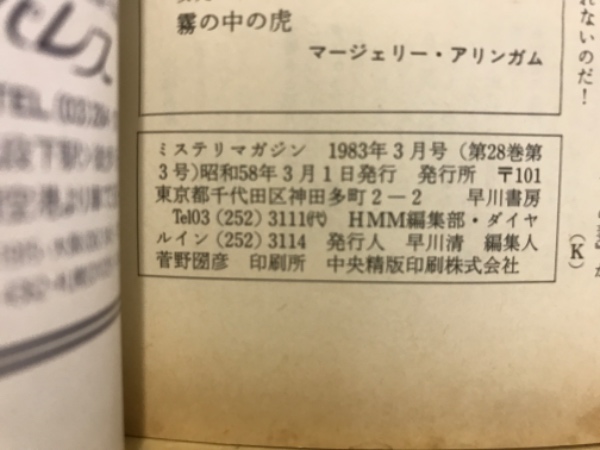 霧の中の虎
マージェリー・アリンガム
れないのだ！
ミステリマガジン 1983年3月号（第28巻第
3号）昭和58年3月1日発行 発行所 〒101
東京都千代田区神田多町2－2 早川書房
Tel03（252）3111㈹ HMM編集部・ダイヤ
ルイン（252）3114 発行人 早川清 編集人
菅野圀彦 印刷所 中央精版印刷株式会社
（K）